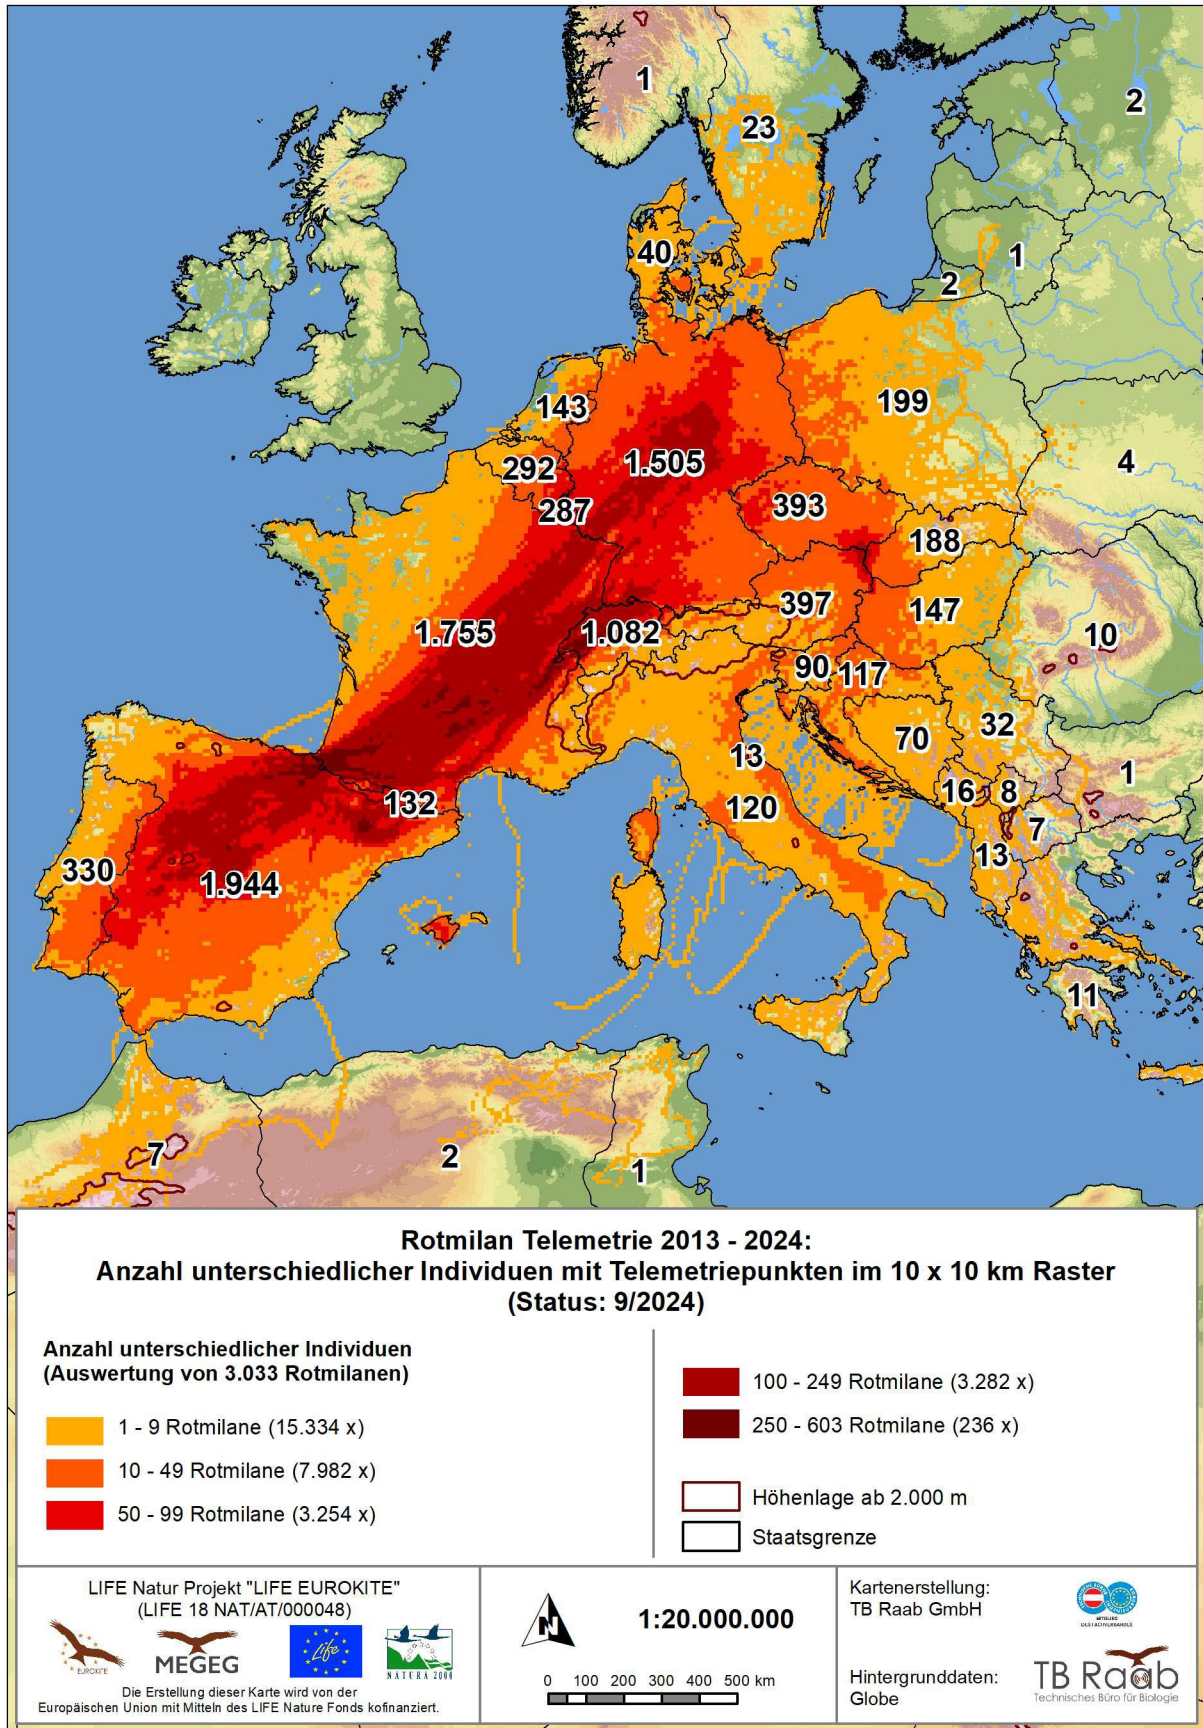 1
2
23
40
1
2
143
199
292
1.505
4
287
393
188
397
147
1.755
1.082
10
90
117
32
70
13
1
16
8
132
120
7
13
330
1.944
11
7
2
1
Rotmilan Telemetrie 2013 - 2024:
Anzahl unterschiedlicher Individuen mit Telemetriepunkten im 10 x 10 km Raster
(Status: 9/2024)
Anzahl unterschiedlicher Individuen
(Auswertung von 3.033 Rotmilanen)
1 - 9 Rotmilane (15.334 x)
10 - 49 Rotmilane (7.982 x)
50 - 99 Rotmilane (3.254 x)
100 - 249 Rotmilane (3.282 x)
250 - 603 Rotmilane (236 x)
Höhenlage ab 2.000 m
Staatsgrenze
LIFE Natur Projekt "LIFE EUROKITE"
(LIFE 18 NAT/AT/000048)
EUROKITE
MEGEG
Life
NATURA 2000
Die Erstellung dieser Karte wird von der
Europäischen Union mit Mitteln des LIFE Nature Fonds kofinanziert.
N
1:20.000.000
0 100 200 300 400 500 km
Kartenerstellung:
TB Raab GmbH
MITGLIED
DES FACHVERBANDES
Hintergrunddaten:
Globe
TB Raab
Technisches Büro für Biologie